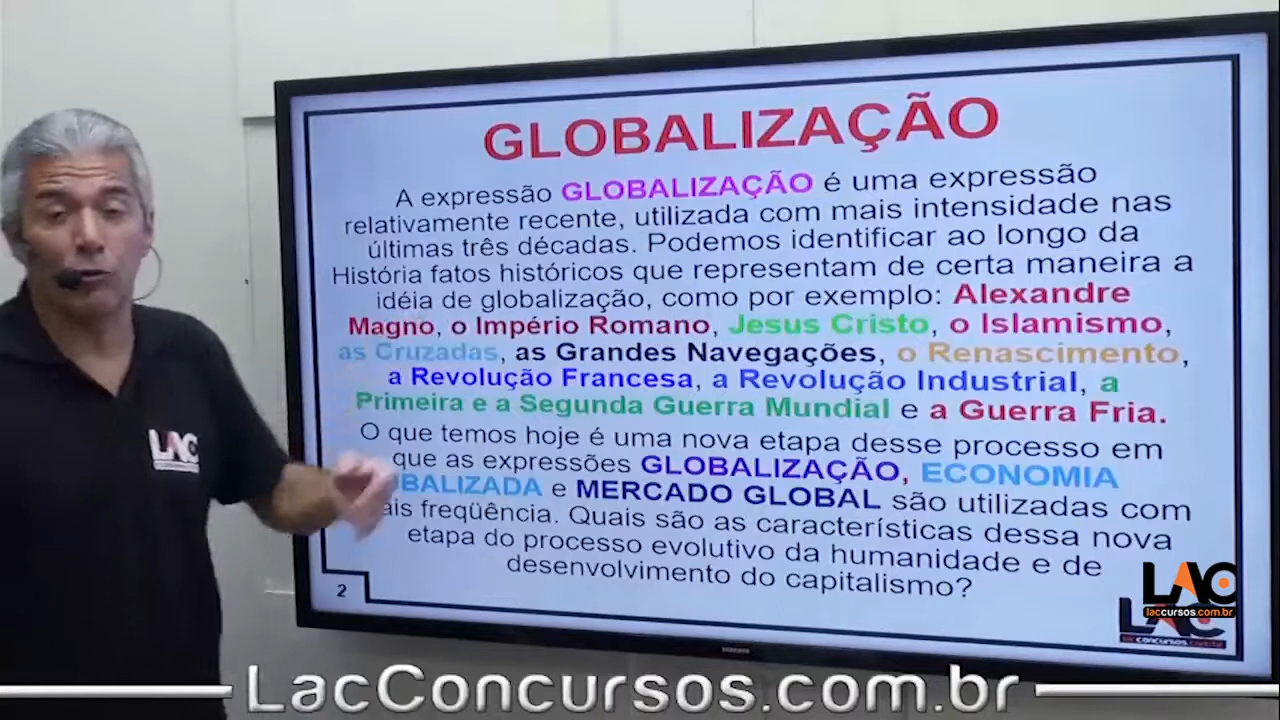 GLOBALIZAÇÃO
A expressão GLOBALIZAÇÃO é uma expressão
relativamente recente, utilizada com mais intensidade nas
últimas três décadas. Podemos identificar ao longo da
História fatos históricos que representam de certa maneira a
idéia de globalização, como por exemplo: Alexandre
Magno, o Império Romano, Jesus Cristo, o Islamismo,
as Cruzadas, as Grandes Navegações, o Renascimento,
a Revolução Francesa, a Revolução Industrial, a
Primeira e a Segunda Guerra Mundial e a Guerra Fria.
O que temos hoje é uma nova etapa desse processo em
que as expressões GLOBALIZAÇÃO, ECONOMIA
BALIZADA e MERCADO GLOBAL são utilizadas com
ais freqüência. Quais são as características dessa nova
etapa do processo evolutivo da humanidade e de
desenvolvimento do capitalismo?
2
LAC
LAC
laccursos.com.br
LAC
lacconcursos.com.br
SAMSUNG
LacConcursos.com.br